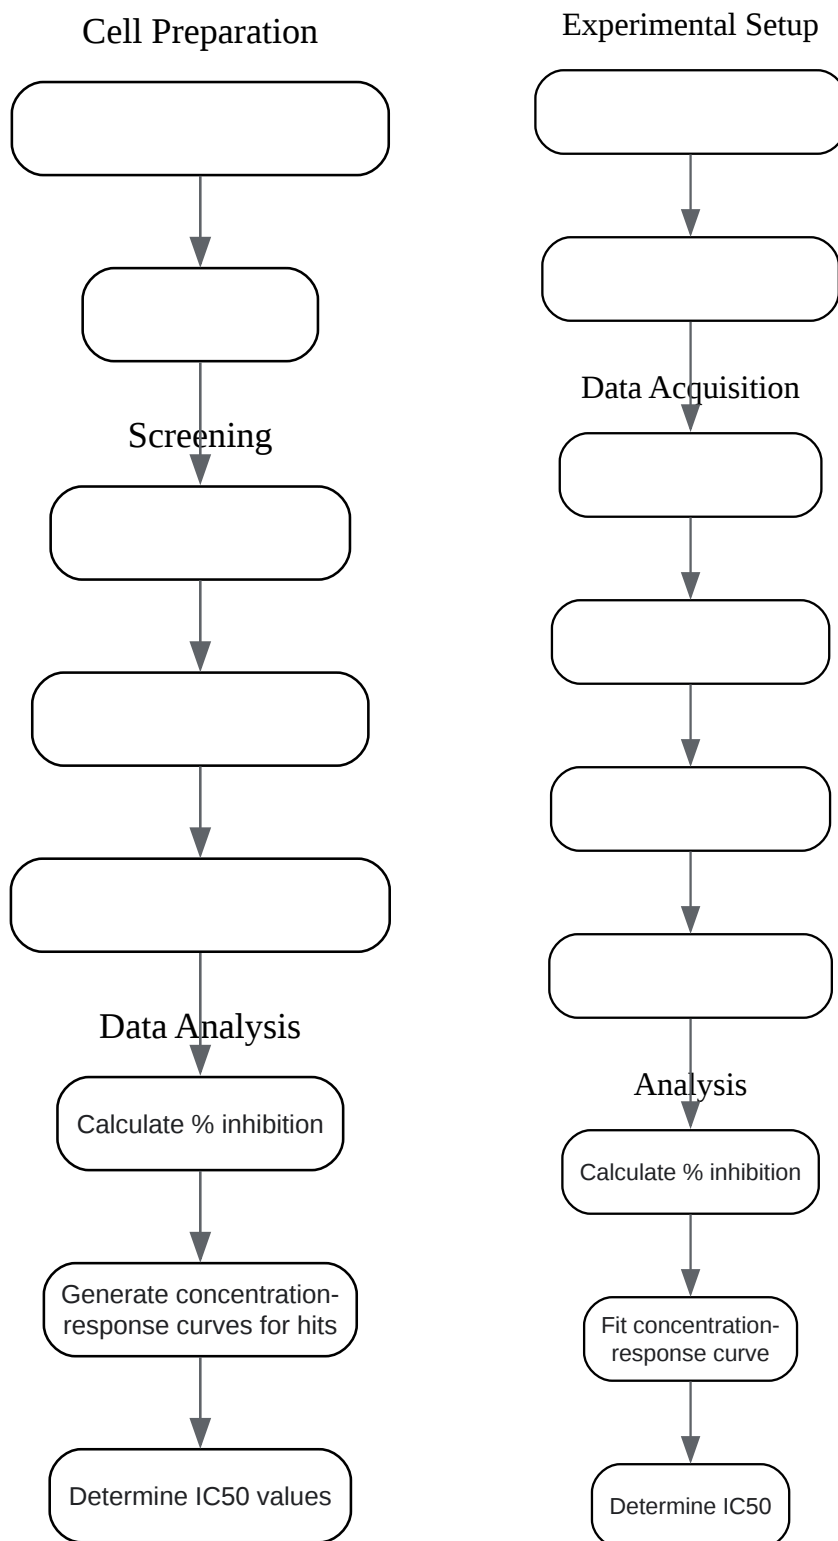 Cell Preparation
Screening
Data Analysis
Calculate % inhibition
Generate concentration-
response curves for hits
Determine IC50 values
Experimental Setup
Data Acquisition
Analysis
Calculate % inhibition
Fit concentration-
response curve
Determine IC50